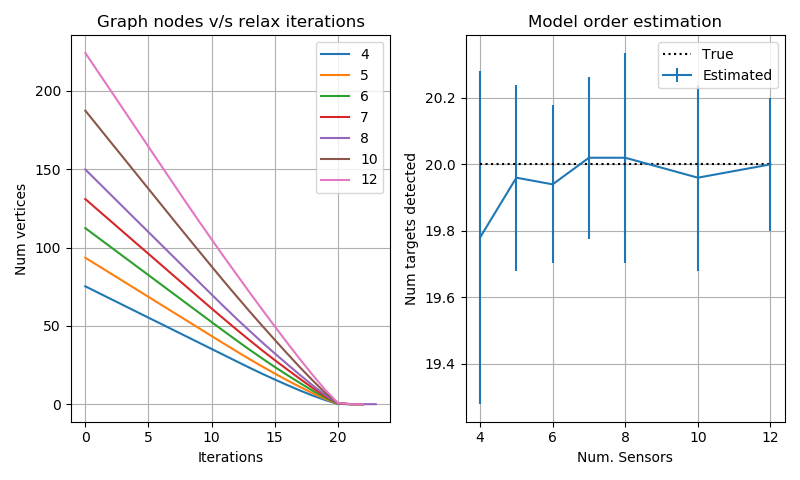 Graph nodes v/s relax iterations
Num vertices
200
150
100
50
0
0 5 10 15 20
Iterations
4
5
6
7
8
10
12
Model order estimation
Num targets detected
20.2
20.0
19.8
19.6
19.4
4 6 8 10 12
Num. Sensors
True
Estimated